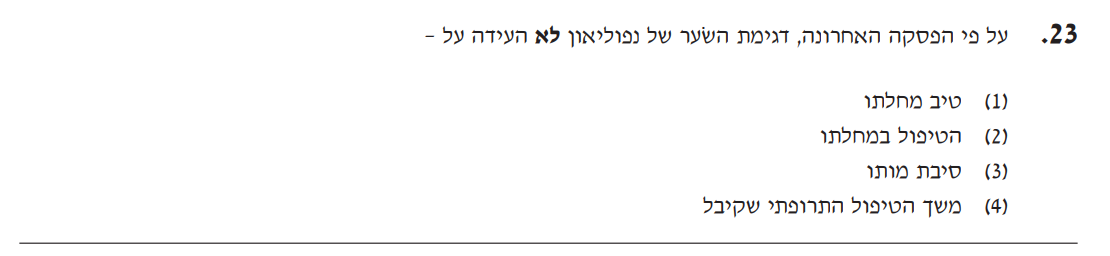 23. על פי הפסקה האחרונה, דגימת השׂער של נפוליאון לא העידה על –
(1) טיב מחלתו
(2) הטיפול במחלתו
(3) סיבת מותו
(4) משך הטיפול התרופתי שקיבל